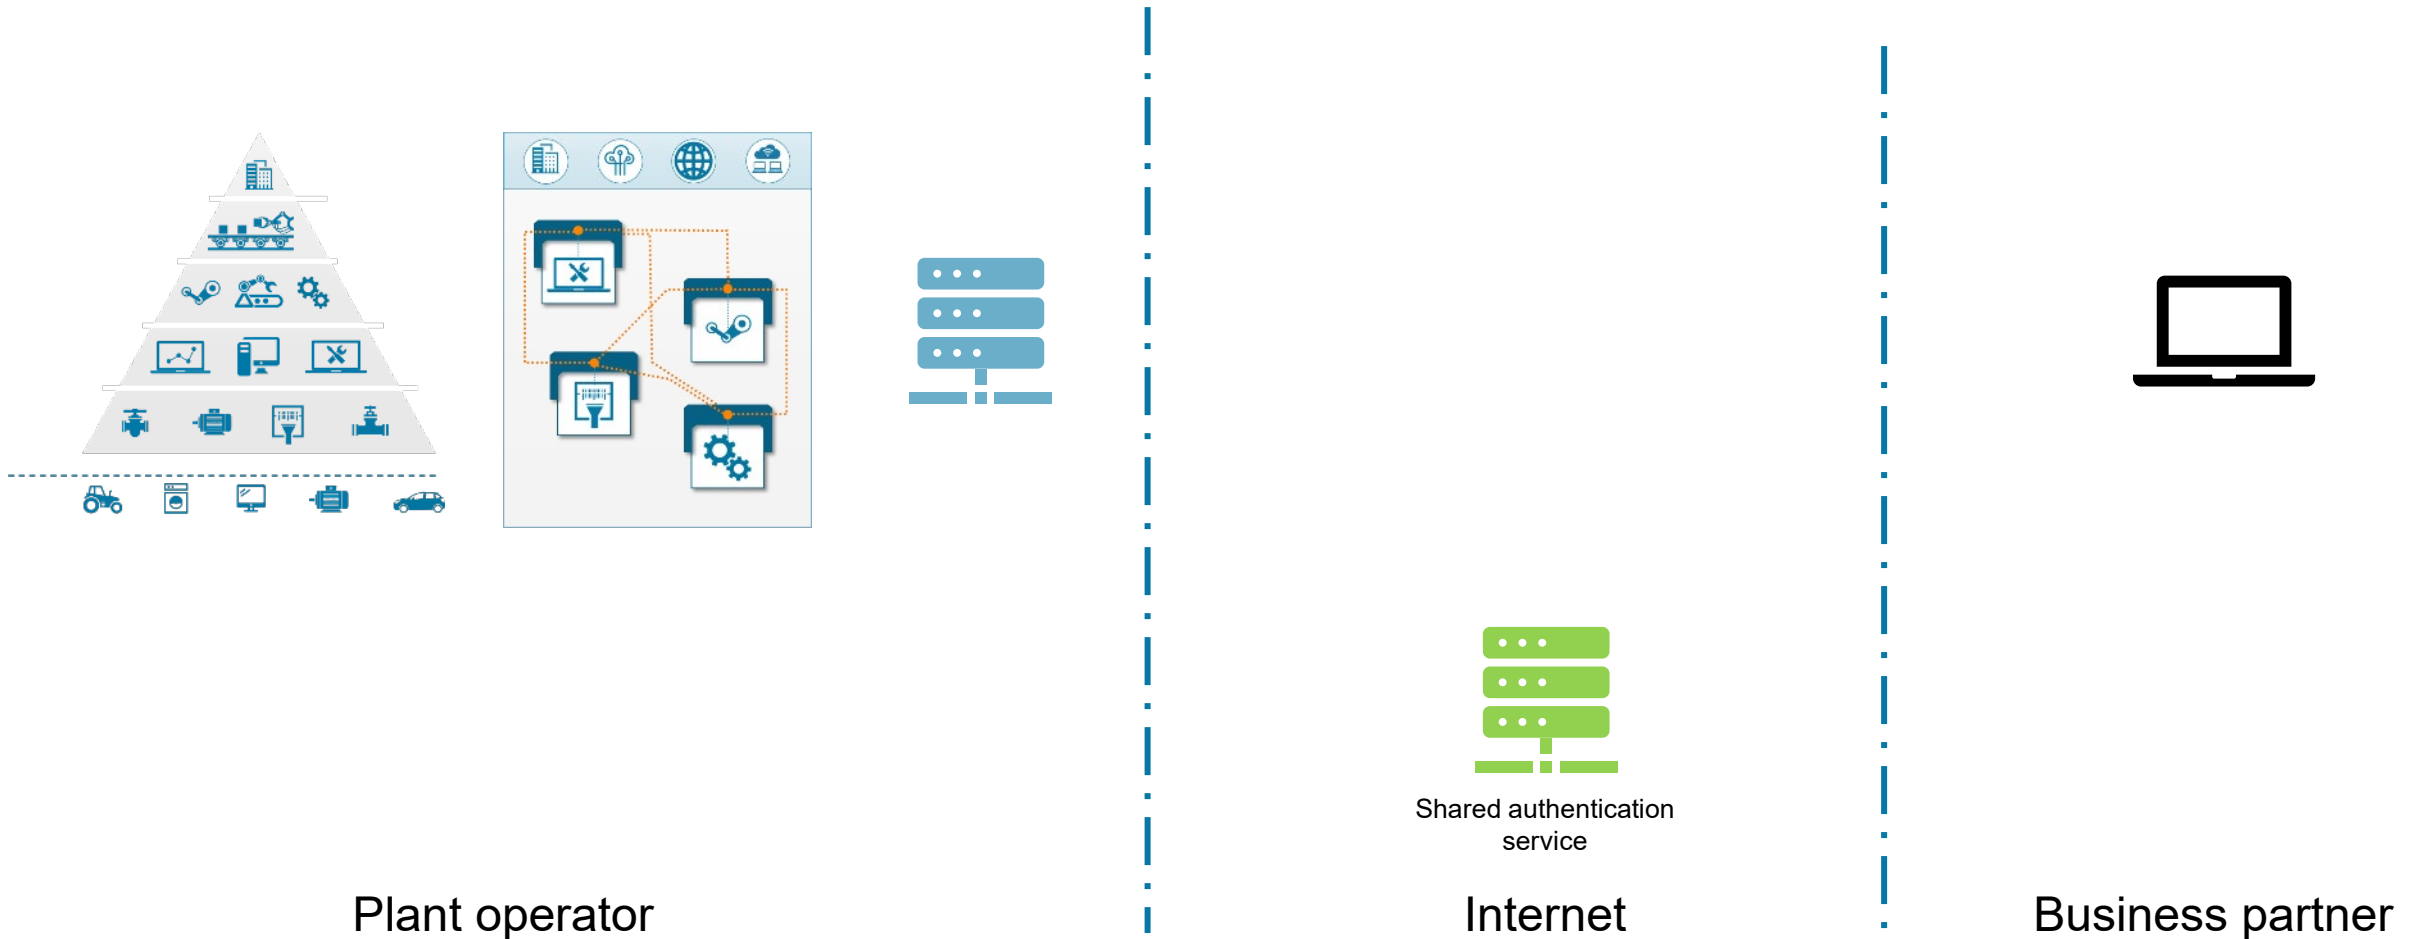 Shared authentication
service
Plant operator
Internet
Business partner